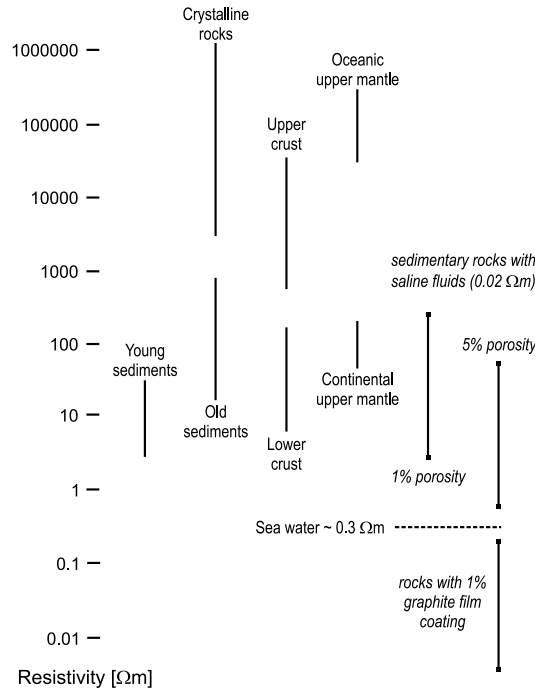 Crystalline
rocks
1000000
Oceanic
upper mantle
100000
Upper
crust
10000
sedimentary rocks with
saline fluids (0.02 Ωm)
1000
100
Young
sediments
5% porosity
Continental
upper mantle
10
Old
sediments
Lower
crust
1% porosity
1
Sea water ~ 0.3 Ωm
0.1
rocks with 1%
graphite film
coating
0.01
Resistivity [Ωm]